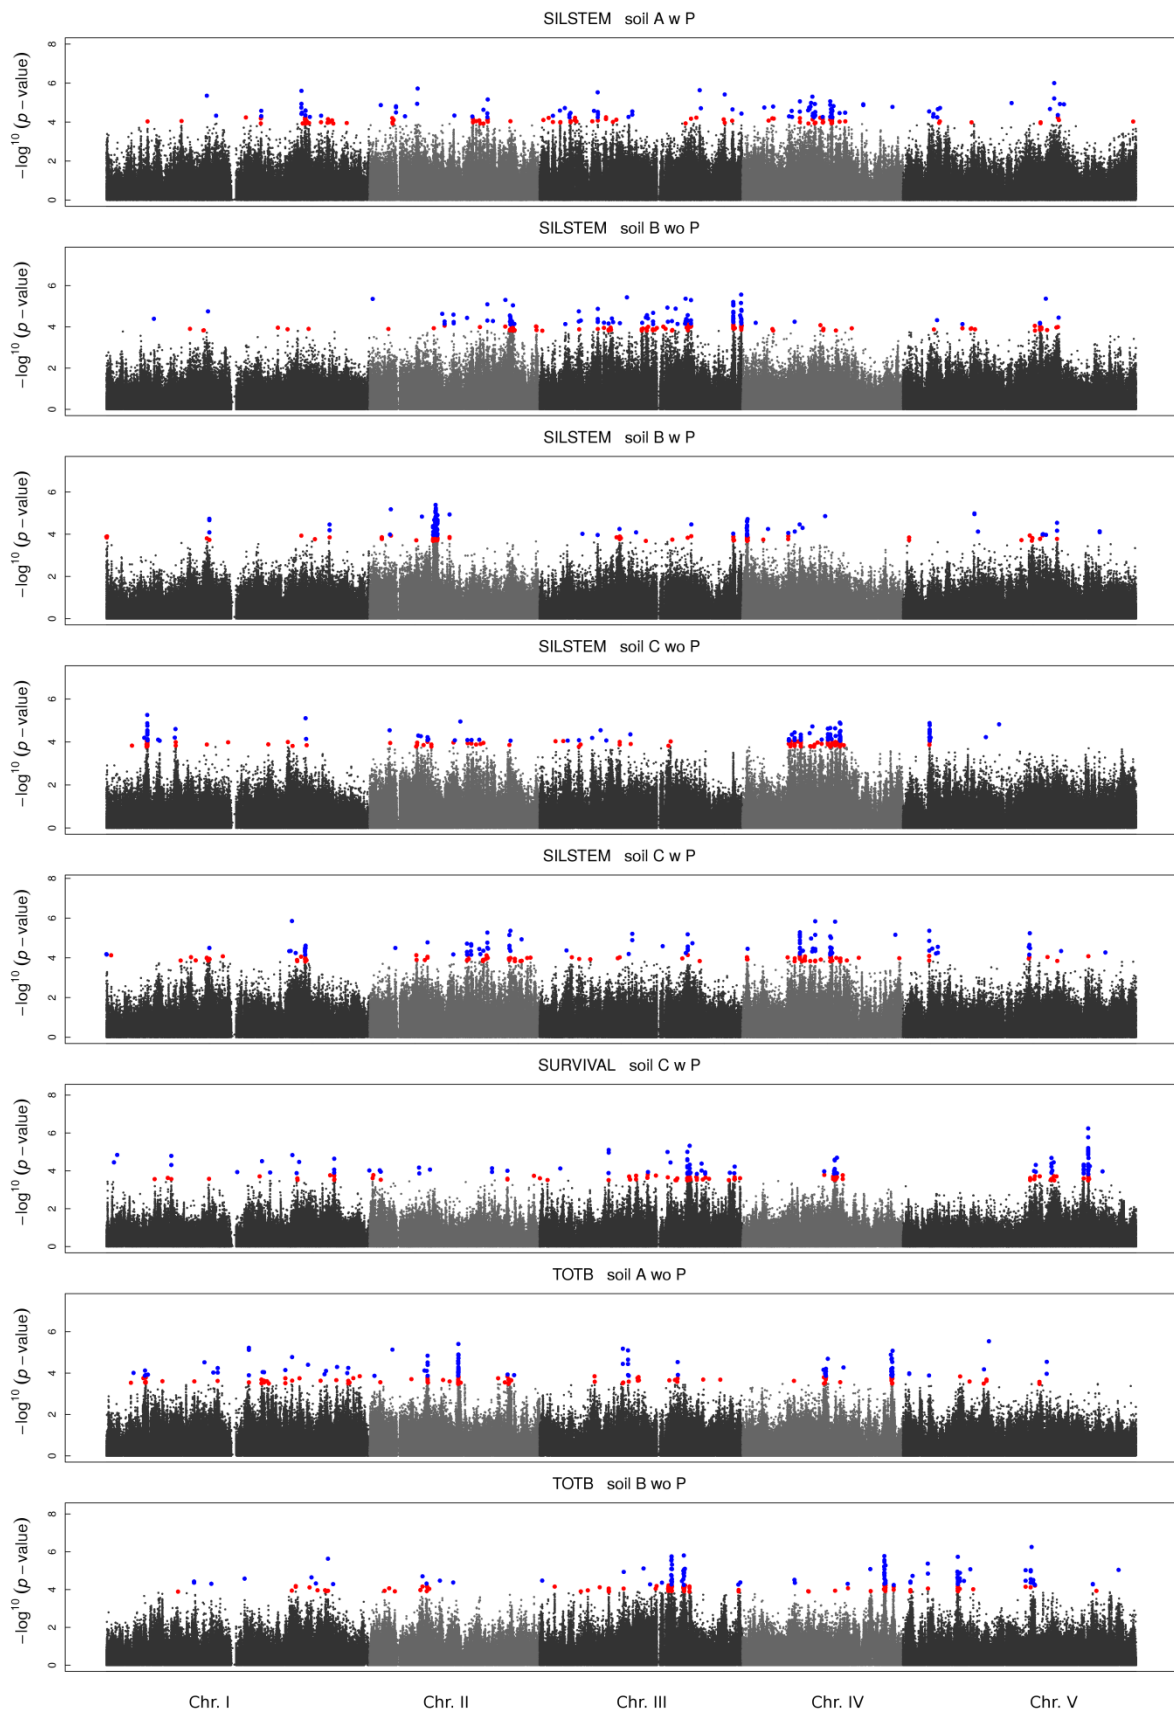 SILSTEM soil A w P
−log¹⁰ (p − value)
8
6
4
2
0
SILSTEM soil B wo P
−log¹⁰ (p − value)
6
4
2
0
SILSTEM soil B w P
−log¹⁰ (p − value)
6
4
2
0
SILSTEM soil C wo P
−log¹⁰ (p − value)
6
4
2
0
SILSTEM soil C w P
−log¹⁰ (p − value)
8
6
4
2
0
SURVIVAL soil C w P
−log¹⁰ (p − value)
8
6
4
2
0
TOTB soil A wo P
−log¹⁰ (p − value)
6
4
2
0
TOTB soil B wo P
−log¹⁰ (p − value)
8
6
4
2
0
Chr. I Chr. II Chr. III Chr. IV Chr. V